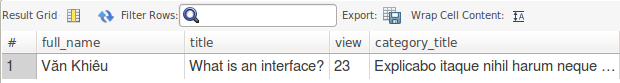 Result Grid Filter Rows: Export: Wrap Cell Content: IA
# full_name title view category_title
1 Văn Khiêu What is an interface? 23 Explicabo itaque nihil harum neque ...